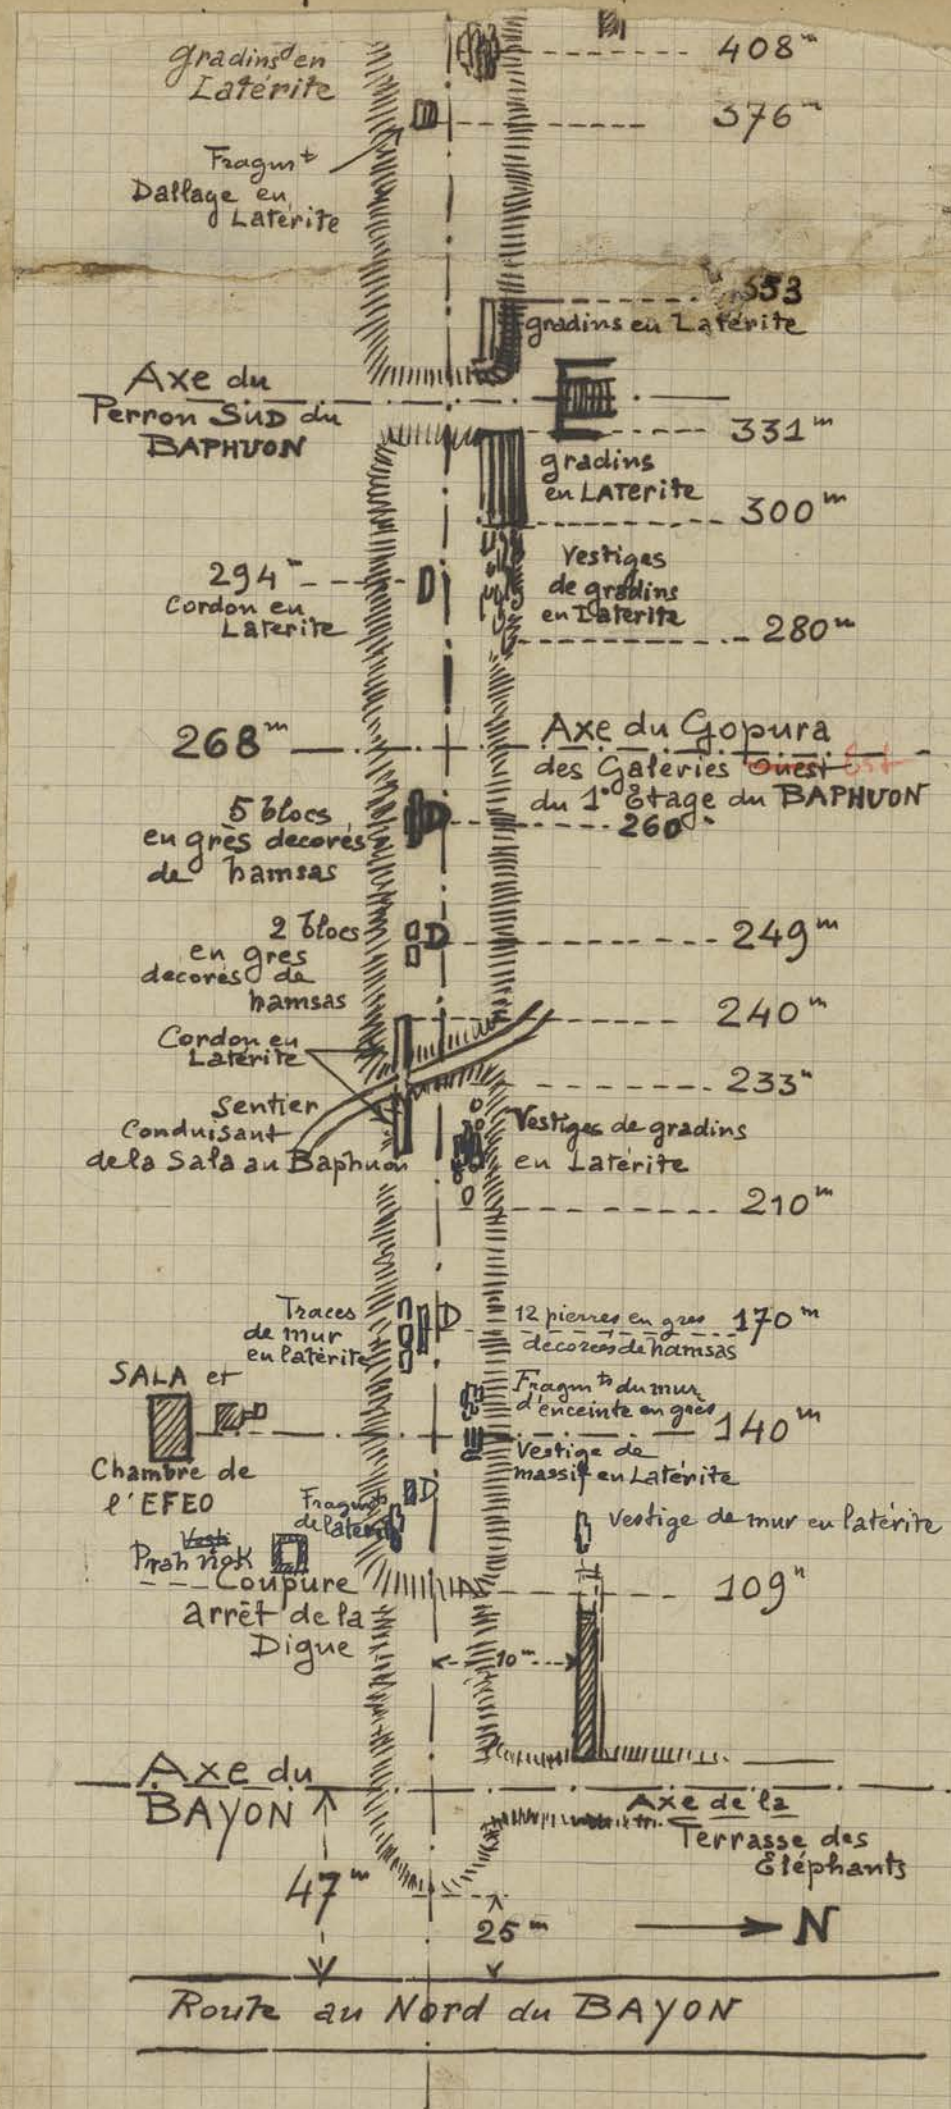 gradins en
Latérite
408m
376m
Fragmt
Dallage en
Latérite
353
gradins en Latérite
Axe du
Perron SUD du
BAPHUON
331m
gradins
en LATerite
300m
294m
Cordon en
Laterite
Vestiges
de gradins
en Laterite
280m
268m
Axe du Gopura
des Galeries Ouest Est
du 1er Etage du BAPHUON
5 blocs
en grès decorés
de hamsas
260m
2 blocs
en gres
decorés de
hamsas
249m
240m
Cordon en
Latérite
233m
Sentier
Conduisant
de la Sala au Baphuon
Vestiges de gradins
en Latérite
210m
Traces
de mur
en latérite
12 pierres en gres
décorées de hamsas
170m
SALA et
Chambre de
l'EFEO
Fragmts du mur
d'enceinte en grès
140m
Vestige de
massif en Latérite
Fragmts
de latérite
D
Vestige de mur en latérite
Vesti
Prah
Coupure
arrêt de la
Digue
109m
10m
Axe du
BAYON
Axe de la
Terrasse des
Eléphants
47m
25m
N
Route au Nord du BAYON